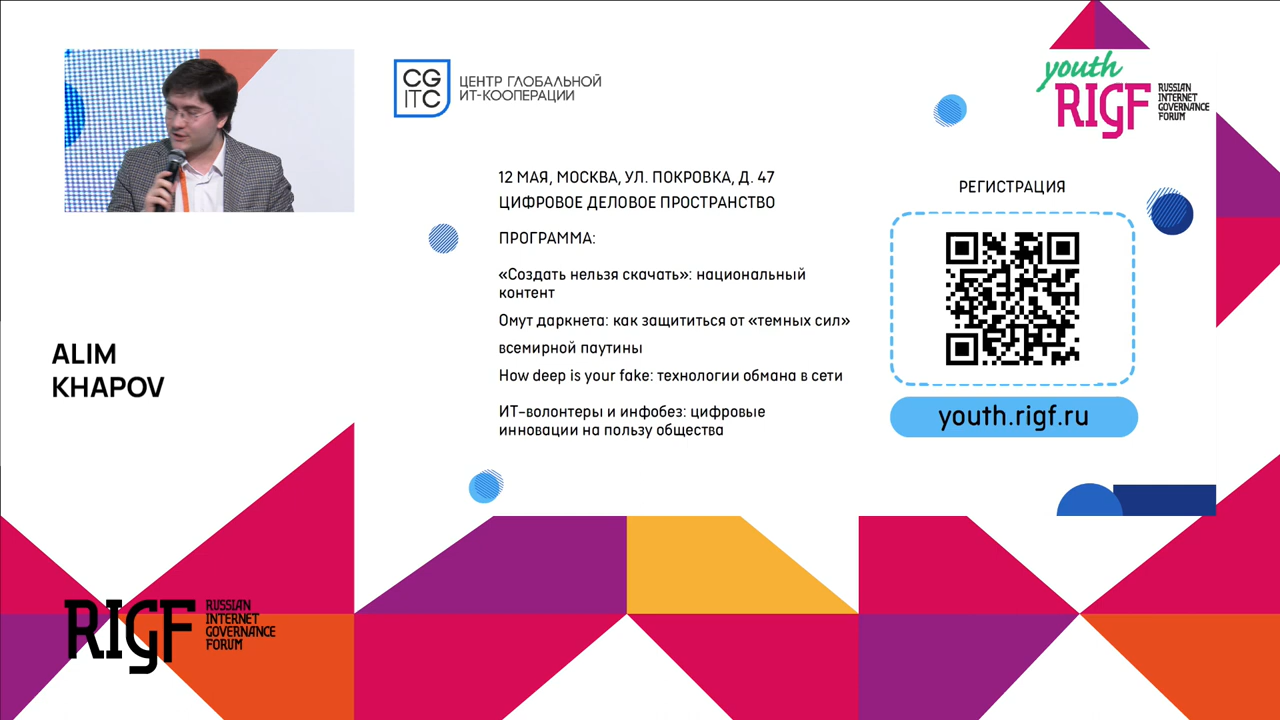 CG
ITC
ЦЕНТР ГЛОБАЛЬНОЙ
ИТ-КООПЕРАЦИИ
youth
RIGF
RUSSIAN
INTERNET
GOVERNANCE
FORUM
12 МАЯ, МОСКВА, УЛ. ПОКРОВКА, Д. 47
ЦИФРОВОЕ ДЕЛОВОЕ ПРОСТРАНСТВО
ПРОГРАММА:
«Создать нельзя скачать»: национальный
контент
Омут даркнета: как защититься от «темных сил»
всемирной паутины
How deep is your fake: технологии обмана в сети
ИТ-волонтеры и инфобез: цифровые
инновации на пользу общества
РЕГИСТРАЦИЯ
youth.rigf.ru
ALIM
KHAPOV
RIGF
RUSSIAN
INTERNET
GOVERNANCE
FORUM